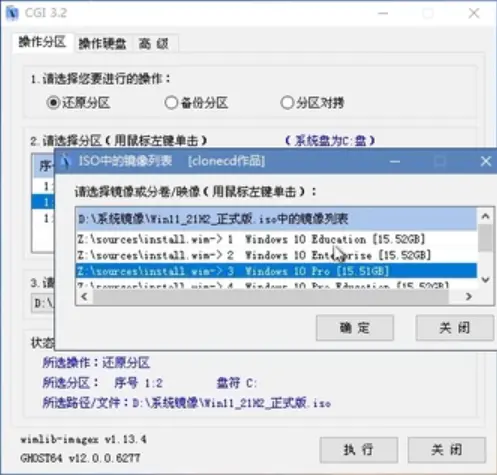 CGI 3.2
操作分区 操作硬盘 高 级
1.请选择您要进行的操作:
还原分区 备份分区 分区对拷
2.请选择分区(用鼠标左键单击) (系统盘为C:盘)
ISO中的镜像列表 [clonecd作品]
请选择镜像或分卷/映像(用鼠标左键单击):
D:\系统镜像\Win11_21H2_正式版.iso中的镜像列表
Z:\sources\install.wim-> 1 Windows 10 Education [15.52GB]
Z:\sources\install.wim-> 2 Windows 10 Enterprise [15.52GB]
Z:\sources\install.wim-> 3 Windows 10 Pro [15.51GB]
Z:\sources\install.wim-> 4 Windows 10 Pro Education [15.52GB]
确 定 关 闭
所选操作:还原分区
所选分区: 序号 1:2 盘符 C:
所选路径/文件:D:\系统镜像\Win11_21H2_正式版.iso
wimlib-imagex v1.13.4
GHOST64 v12.0.0.6277
执 行 关 闭